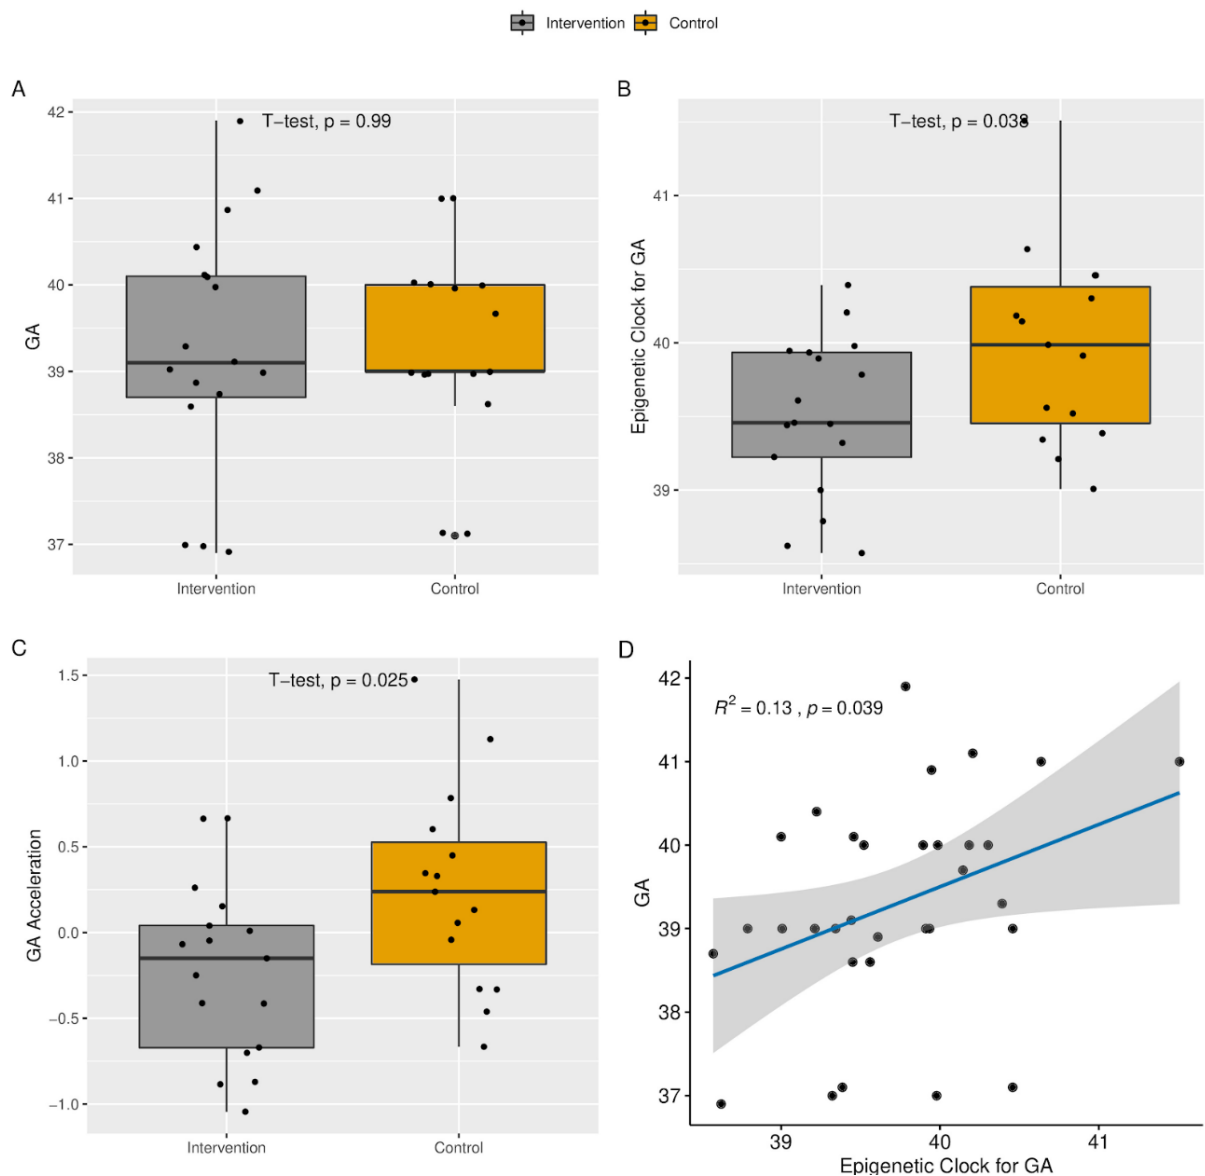 Intervention Control
A
T-test, p = 0.99
42
41
40
39
38
37
GA
Intervention Control
B
T-test, p = 0.038
41
40
39
Epigenetic Clock for GA
Intervention Control
C
T-test, p = 0.025
1.5
1.0
0.5
0.0
−0.5
−1.0
GA Acceleration
Intervention Control
D
R² = 0.13 , p = 0.039
42
41
40
39
38
37
GA
39 40 41
Epigenetic Clock for GA